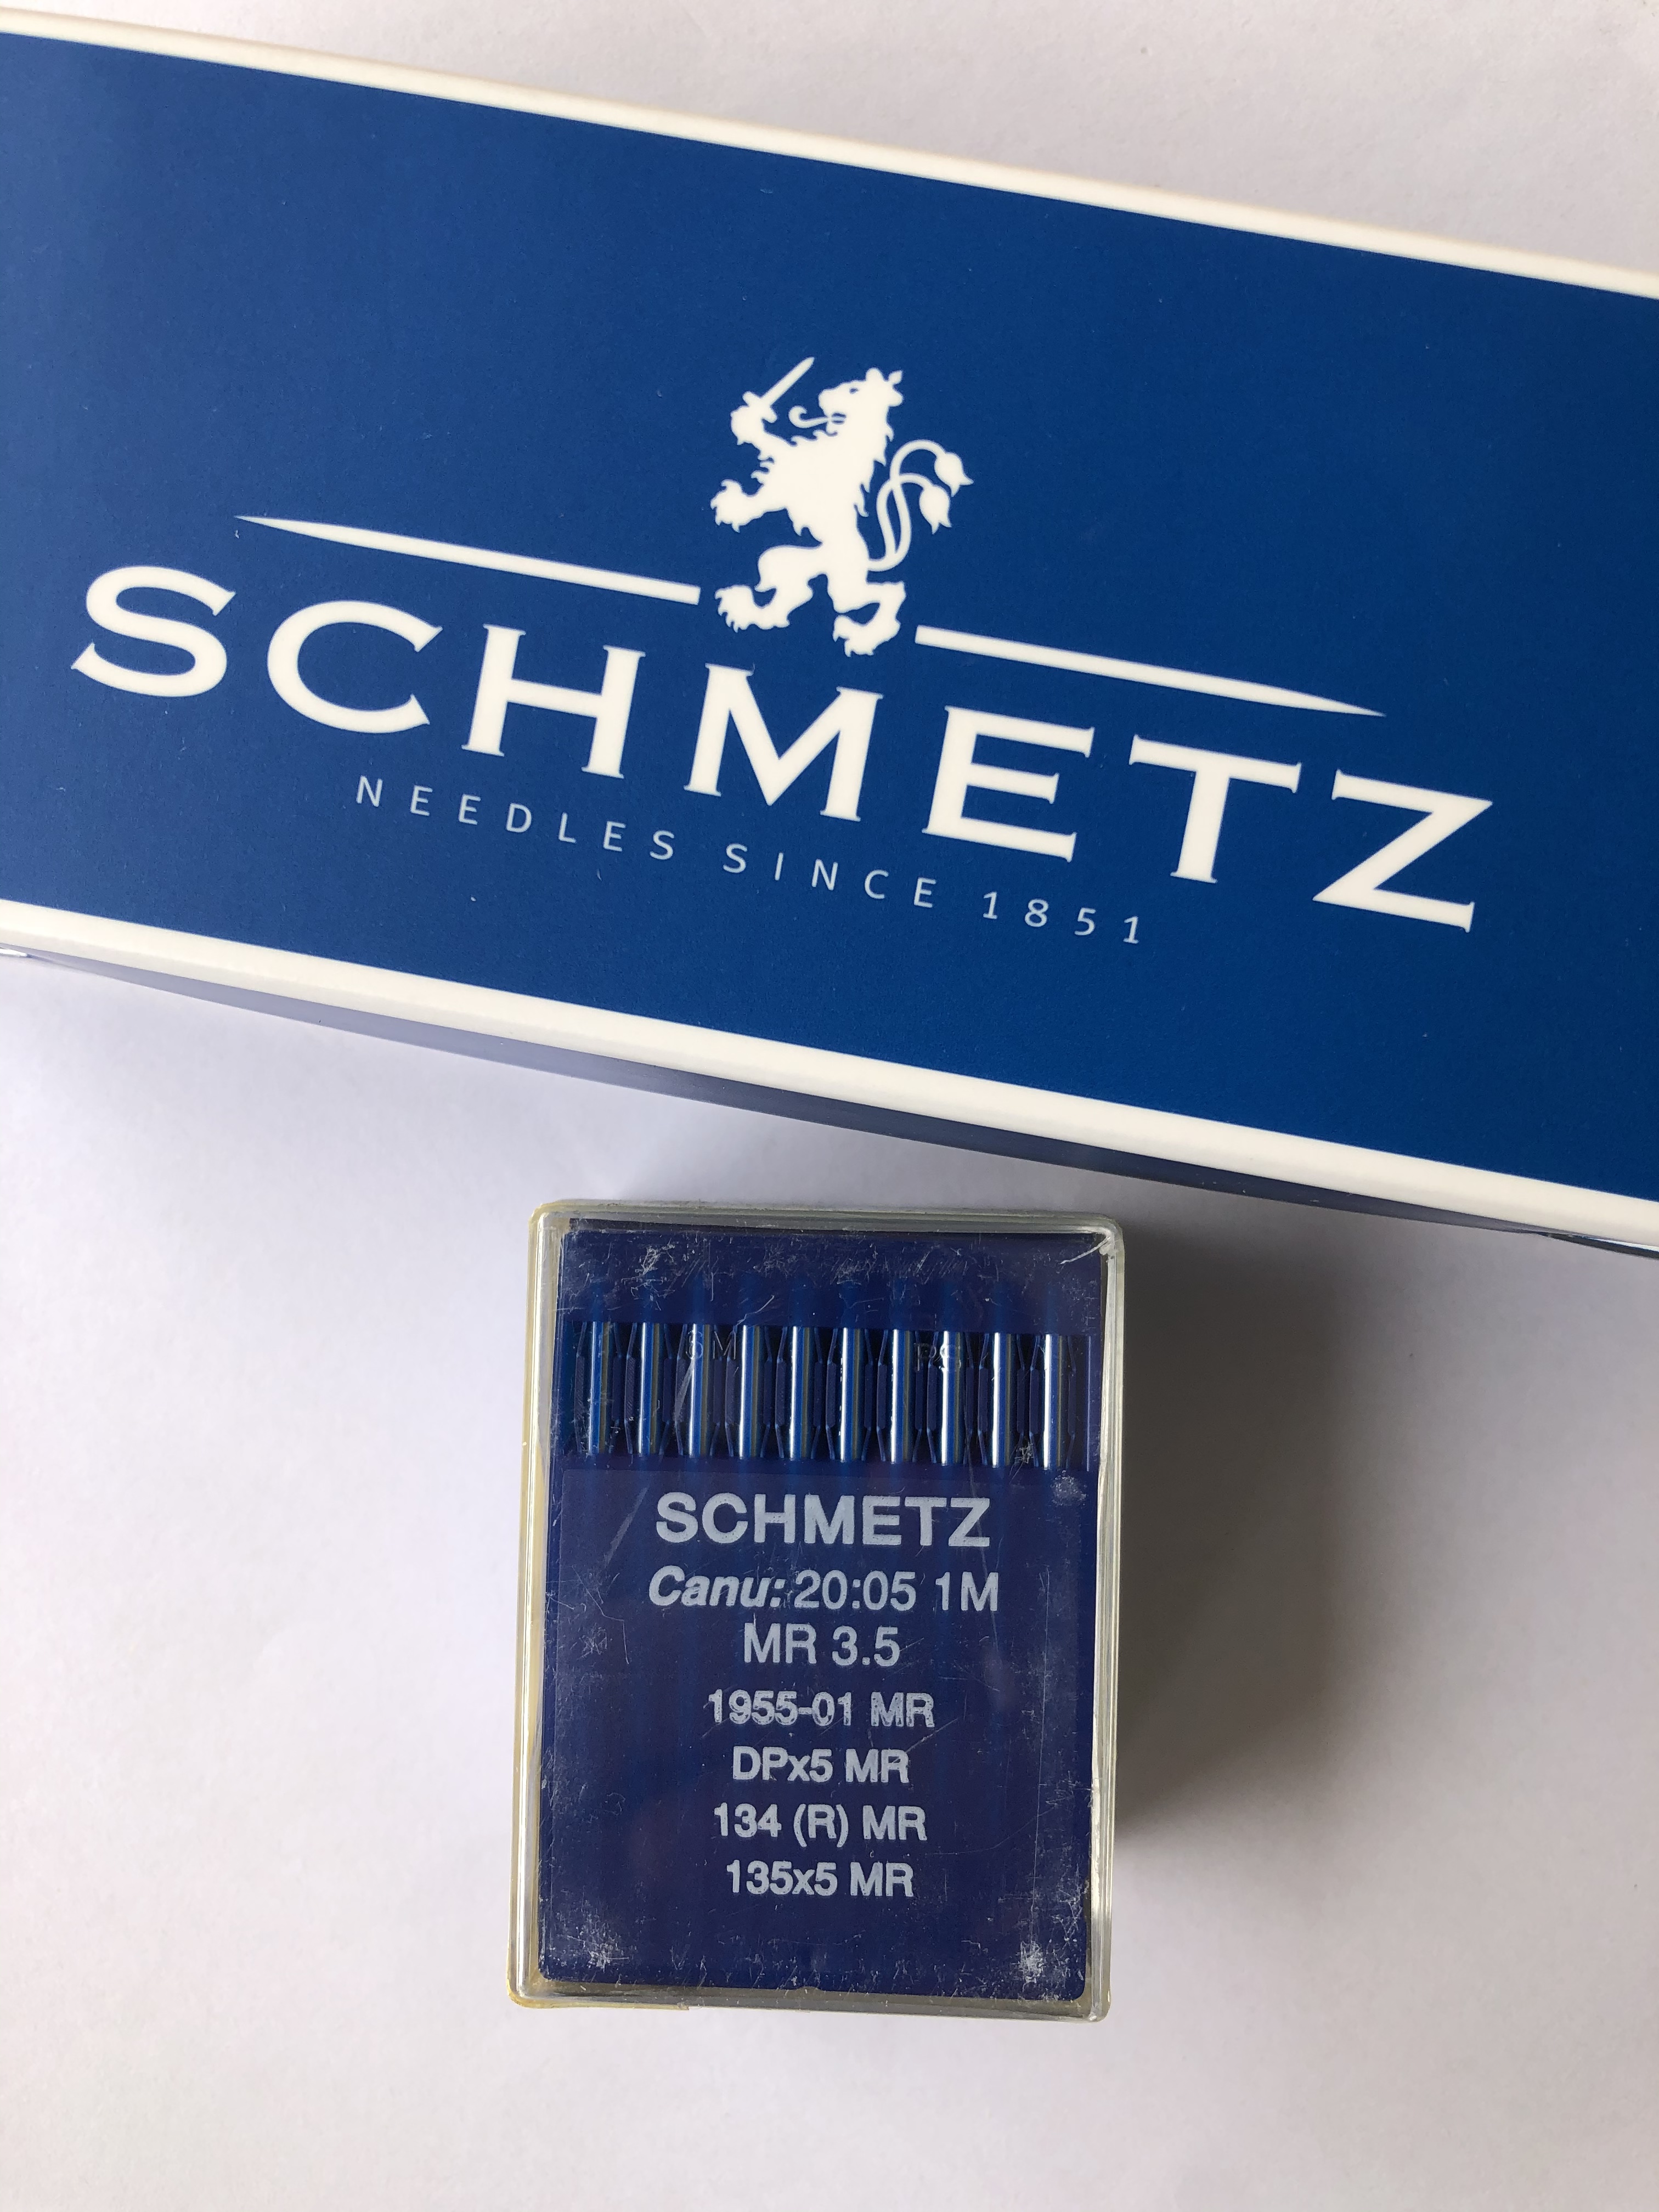 SCHMETZ
NEEDLES SINCE 1851
SCHMETZ
Canu: 20:05 1M
MR 3.5
1955-01 MR
DPx5 MR
134 (R) MR
135x5 MR